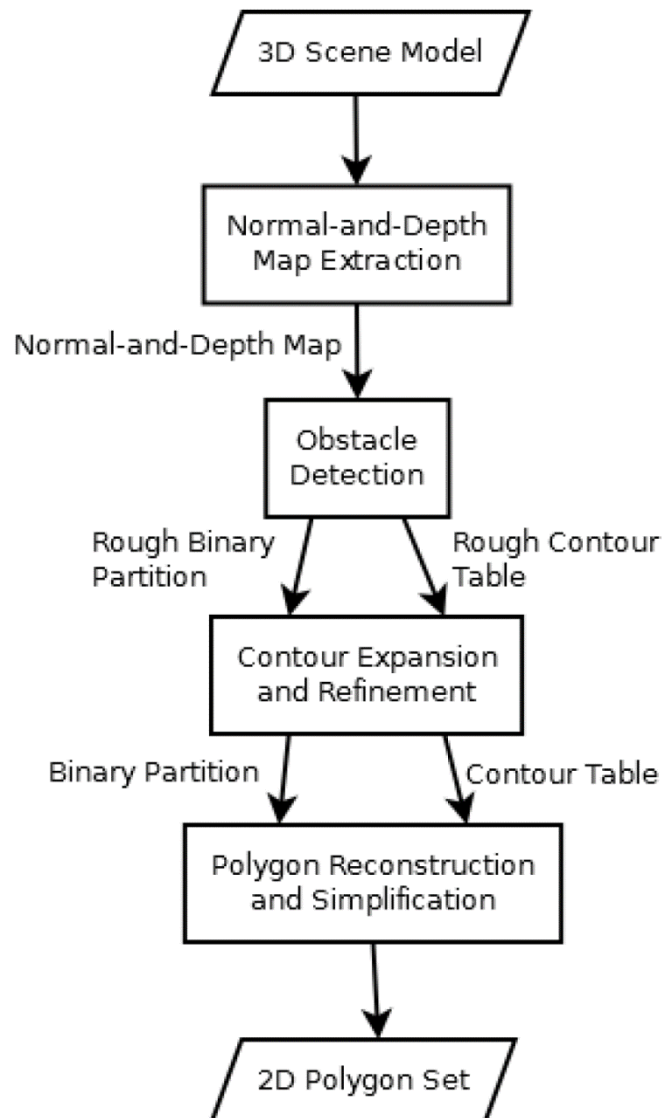 3D Scene Model
Normal-and-Depth
Map Extraction
Normal-and-Depth Map
Obstacle
Detection
Rough Binary
Partition
Rough Contour
Table
Contour Expansion
and Refinement
Binary Partition
Contour Table
Polygon Reconstruction
and Simplification
2D Polygon Set